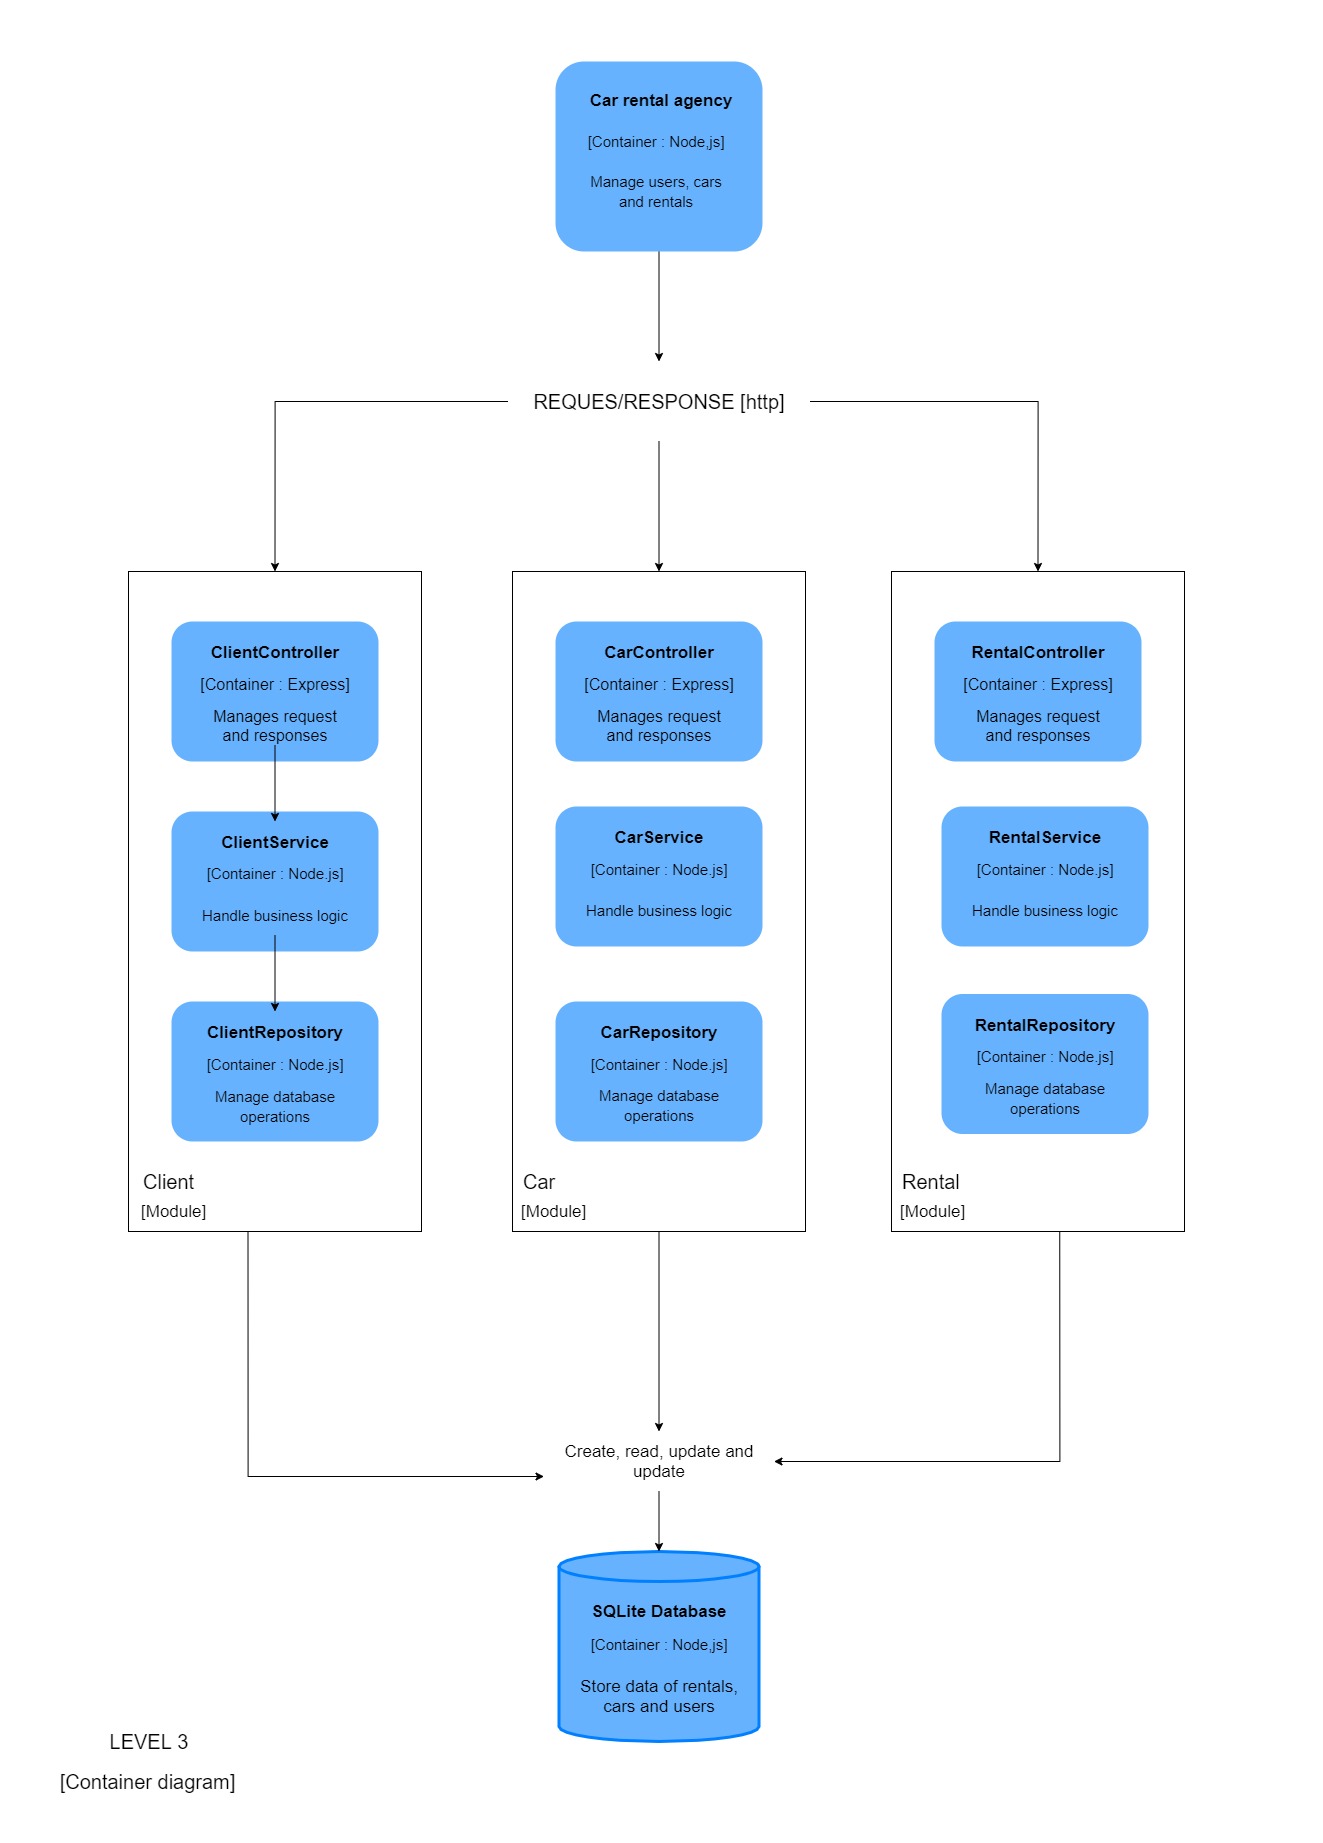 Car rental agency
[Container : Node,js]
Manage users, cars
and rentals
REQUES/RESPONSE [http]
ClientController
[Container : Express]
Manages request
and responses
ClientService
[Container : Node.js]
Handle business logic
ClientRepository
[Container : Node.js]
Manage database
operations
Client
[Module]
CarController
[Container : Express]
Manages request
and responses
CarService
[Container : Node.js]
Handle business logic
CarRepository
[Container : Node.js]
Manage database
operations
Car
[Module]
RentalController
[Container : Express]
Manages request
and responses
RentalService
[Container : Node.js]
Handle business logic
RentalRepository
[Container : Node.js]
Manage database
operations
Rental
[Module]
Create, read, update and
update
SQLite Database
[Container : Node,js]
Store data of rentals,
cars and users
LEVEL 3
[Container diagram]